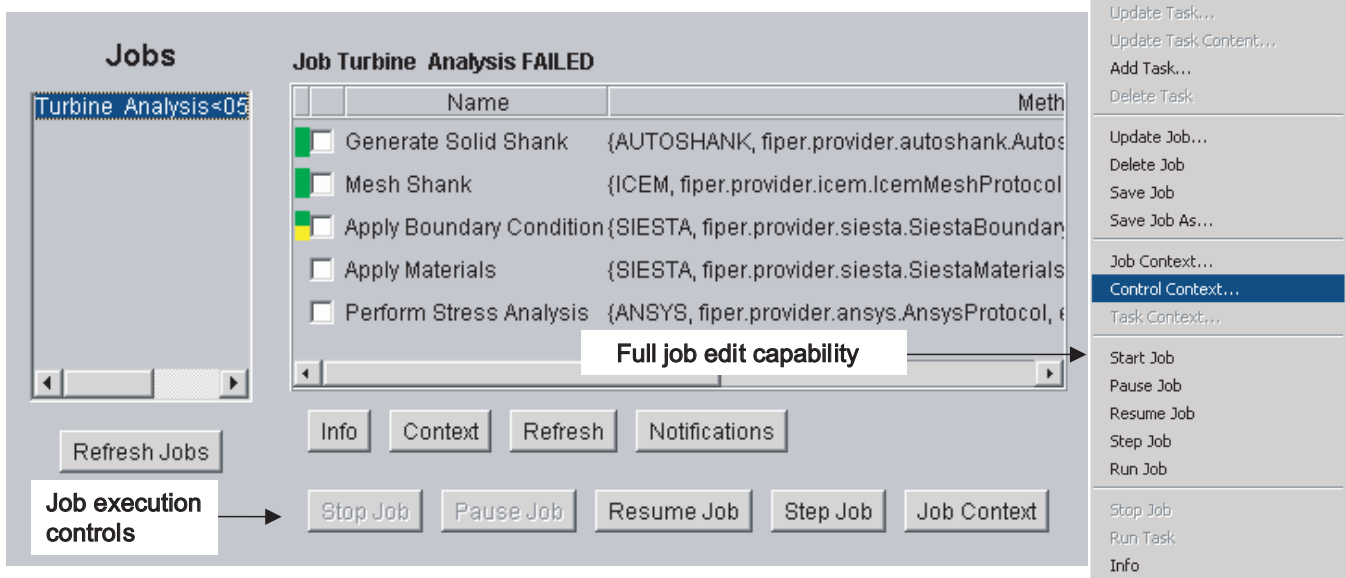 Jobs
Turbine Analysis<05
Refresh Jobs
Job Turbine Analysis FAILED
Name Meth
Generate Solid Shank {AUTOSHANK, fiper.provider.autoshank.Autos
Mesh Shank {ICEM, fiper.provider.icem.IcemMeshProtocol
Apply Boundary Condition {SIESTA, fiper.provider.siesta.SiestaBoundary
Apply Materials {SIESTA, fiper.provider.siesta.SiestaMaterials
Perform Stress Analysis {ANSYS, fiper.provider.ansys.AnsysProtocol, e
Full job edit capability
Info Context Refresh Notifications
Job execution
controls
Stop Job Pause Job Resume Job Step Job Job Context
Update Task...
Update Task Content...
Add Task...
Delete Task
Update Job...
Delete Job
Save Job
Save Job As...
Job Context...
Control Context...
Task Context...
Start Job
Pause Job
Resume Job
Step Job
Run Job
Stop Job
Run Task
Info